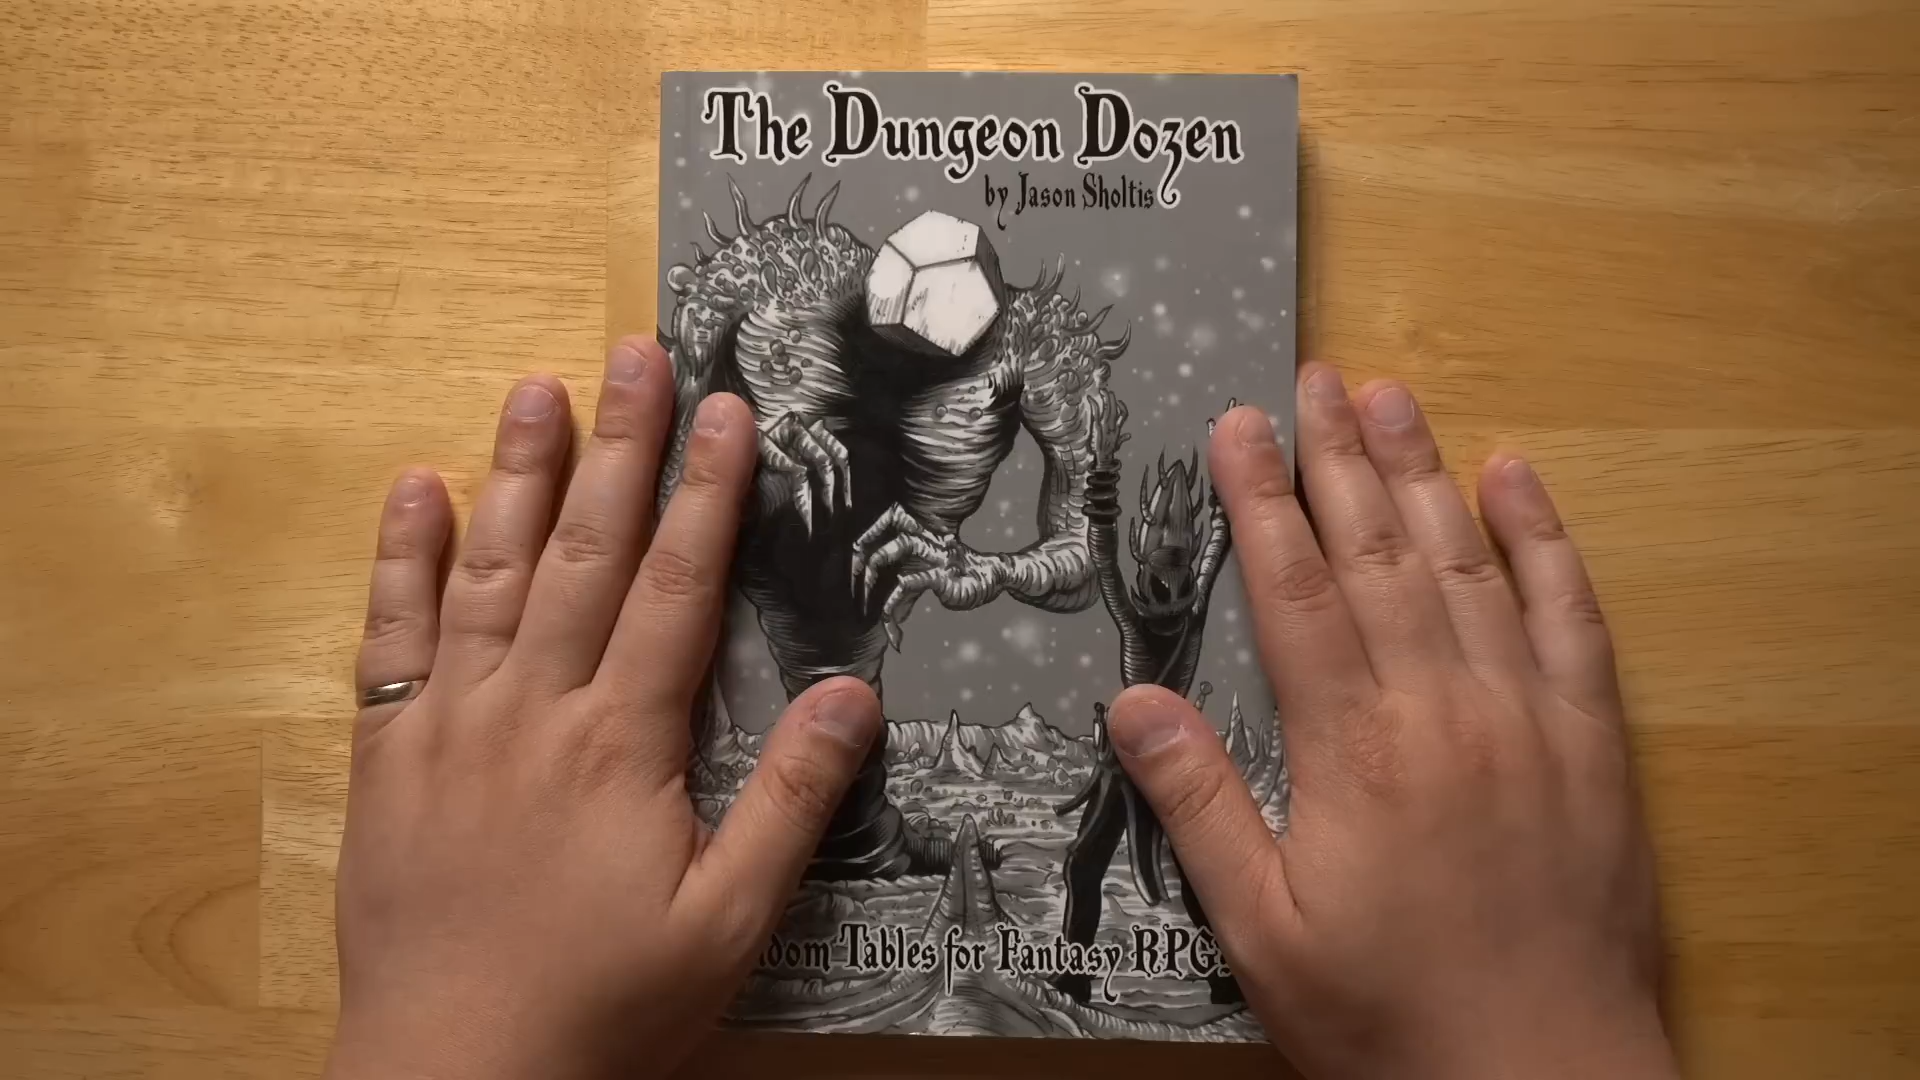 The Dungeon Dozen
by Jason Sholtis
Tables for Fantasy